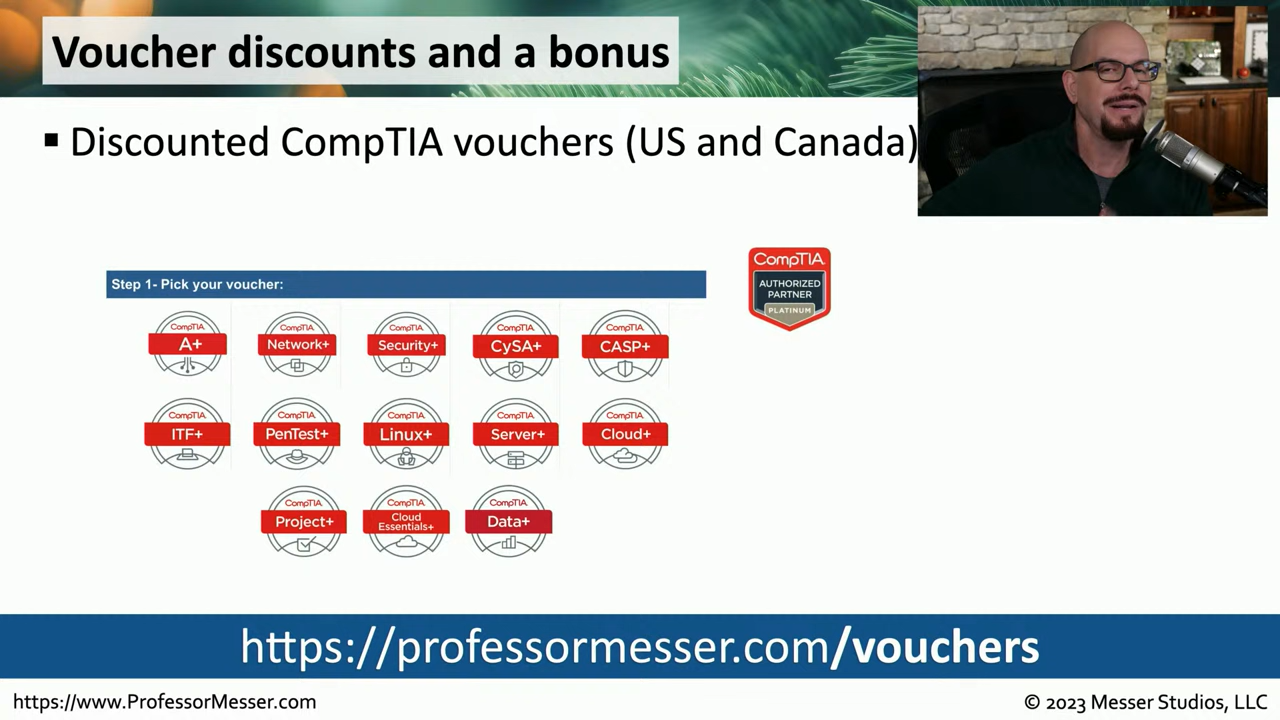 Voucher discounts and a bonus
▪ Discounted CompTIA vouchers (US and Canada)
Step 1- Pick your voucher:
CompTIA A+
CompTIA Network+
CompTIA Security+
CompTIA CySA+
CompTIA CASP+
CompTIA ITF+
CompTIA PenTest+
CompTIA Linux+
CompTIA Server+
CompTIA Cloud+
CompTIA Project+
CompTIA Cloud Essentials+
CompTIA Data+
CompTIA.
AUTHORIZED
PARTNER
PLATINUM
https://professormesser.com/vouchers
https://www.ProfessorMesser.com
© 2023 Messer Studios, LLC